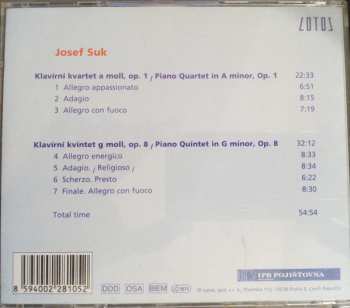 LOTOS
Josef Suk
Klavírní kvartet a moll, op. 1 / Piano Quartet in A minor, Op. 1 22:33
1 Allegro appassionato 6:51
2 Adagio 8:15
3 Allegro con fuoco 7:19
Klavírní kvintet g moll, op. 8 / Piano Quintet in G minor, Op. 8 32:12
4 Allegro energico 8:33
5 Adagio. / Religioso / 8:34
6 Scherzo. Presto 6:22
7 Finale. Allegro con fuoco 8:30
Total time 54:54
8 594002 281052
DDD OSA BIEM
IPB POJIŠŤOVNA